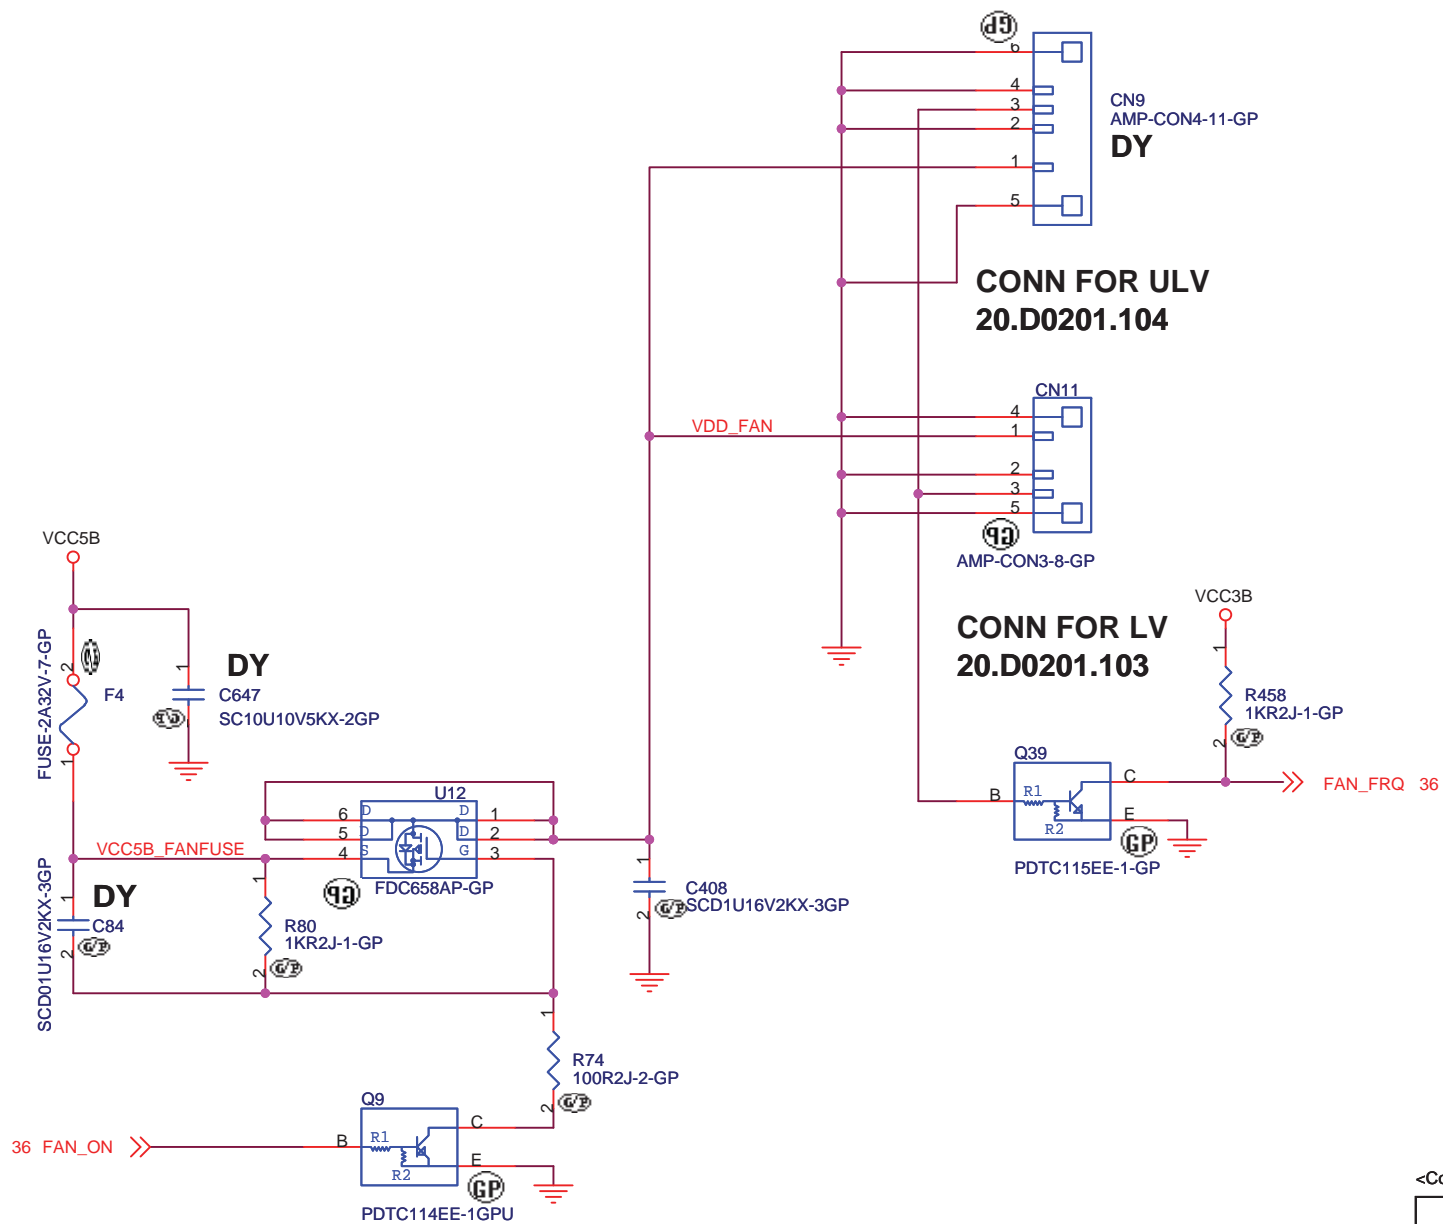 GP
6
4
3
2
1
5
CN9
AMP-CON4-11-GP
DY
CONN FOR ULV
20.D0201.104
CN11
4
1
2
3
5
VDD_FAN
GP
AMP-CON3-8-GP
CONN FOR LV
20.D0201.103
VCC5B
FUSE-2A32V-7-GP
2
1
F4
DY
1
C647
SC10U10V5KX-2GP
G/P
VCC3B
1
R458
1KR2J-1-GP
2
G/P
Q39
B
R1
R2
C
E
GP
PDTC115EE-1-GP
FAN_FRQ 36
U12
6
5
4
D
D
S
D
D
G
1
2
3
FDC658AP-GP
GP
VCC5B_FANFUSE
SCD01U16V2KX-3GP
1
DY
C84
2
G/P
1
R80
1KR2J-1-GP
2
G/P
1
C408
SCD1U16V2KX-3GP
2
G/P
1
R74
100R2J-2-GP
2
G/P
36 FAN_ON
Q9
B
R1
R2
C
E
GP
PDTC114EE-1GPU